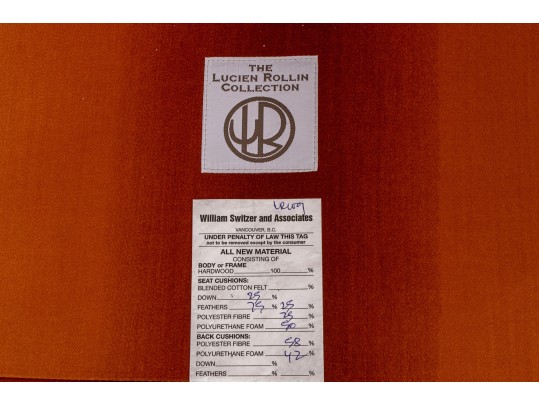 THE
LUCIEN ROLLIN
COLLECTION
LR
William Switzer and Associates
VANCOUVER, B.C.
UNDER PENALTY OF LAW THIS TAG
not to be removed except by the consumer
ALL NEW MATERIAL
CONSISTING OF
BODY or FRAME
HARDWOOD 100 %
SEAT CUSHIONS:
BLENDED COTTON FELT %
DOWN 25 %
FEATHERS 75 % 25 %
POLYESTER FIBRE 25 %
POLYURETHANE FOAM 50 %
BACK CUSHIONS:
POLYESTER FIBRE 58 %
POLYURETHANE FOAM 42 %
DOWN % %
FEATHERS % %